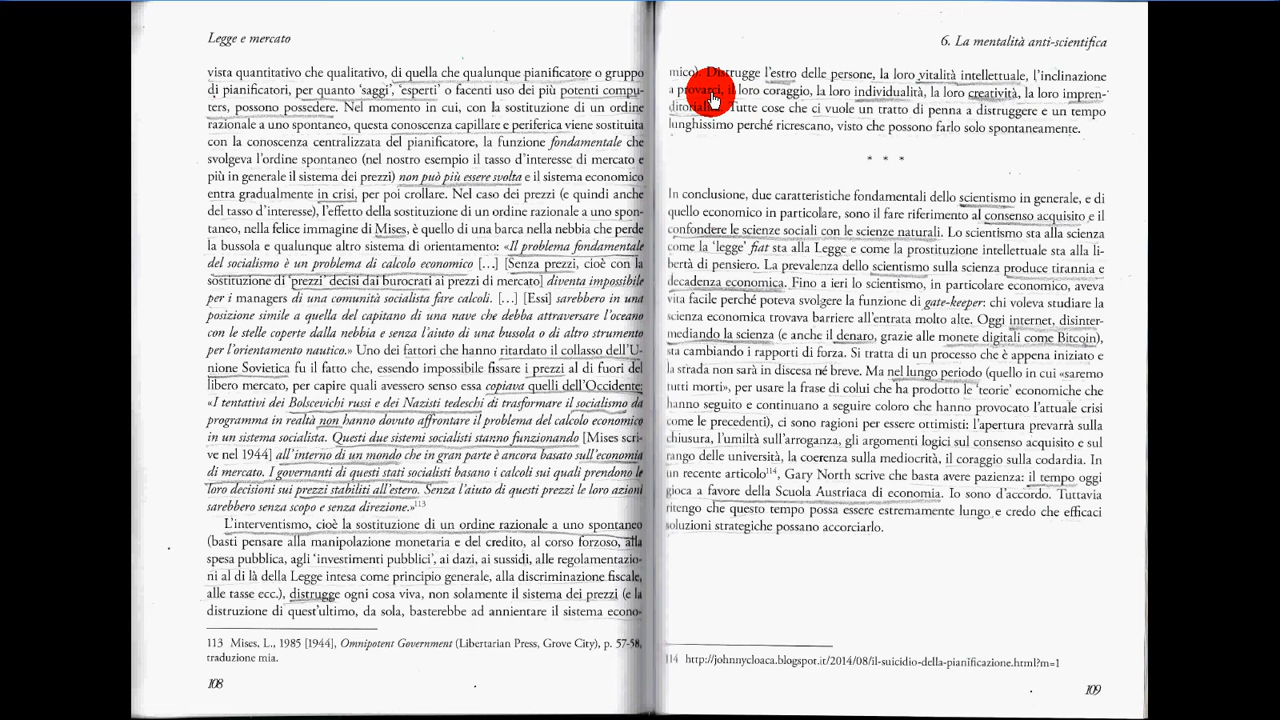 Legge e mercato
vista quantitativo che qualitativo, di quella che qualunque pianificatore o gruppo
di pianificatori, per quanto ‘saggi’, ‘esperti’ o facenti uso dei più potenti compu-
ters, possono possedere. Nel momento in cui, con la sostituzione di un ordine
razionale a uno spontaneo, questa conoscenza capillare e periferica viene sostituita
con la conoscenza centralizzata del pianificatore, la funzione fondamentale che
svolgeva l’ordine spontaneo (nel nostro esempio il tasso d’interesse di mercato e
più in generale il sistema dei prezzi) non può più essere svolta e il sistema economico
entra gradualmente in crisi, per poi crollare. Nel caso dei prezzi (e quindi anche
del tasso d’interesse), l’effetto della sostituzione di un ordine razionale a uno spon-
taneo, nella felice immagine di Mises, è quello di una barca nella nebbia che perde
la bussola e qualunque altro sistema di orientamento: «Il problema fondamentale
del socialismo è un problema di calcolo economico […] [Senza prezzi, cioè con la
sostituzione di ‘prezzi’ decisi dai burocrati ai prezzi di mercato] diventa impossibile
per i managers di una comunità socialista fare calcoli. […] [Essi] sarebbero in una
posizione simile a quella del capitano di una nave che debba attraversare l’oceano
con le stelle coperte dalla nebbia e senza l’aiuto di una bussola o di altro strumento
per l’orientamento nautico.» Uno dei fattori che hanno ritardato il collasso dell’U-
nione Sovietica fu il fatto che, essendo impossibile fissare i prezzi al di fuori del
libero mercato, per capire quali avessero senso essa copiava quelli dell’Occidente:
«I tentativi dei Bolscevichi russi e dei Nazisti tedeschi di trasformare il socialismo da
programma in realtà non hanno dovuto affrontare il problema del calcolo economico
in un sistema socialista. Questi due sistemi socialisti stanno funzionando [Mises scri-
ve nel 1944] all’interno di un mondo che in gran parte è ancora basato sull’economia
di mercato. I governanti di questi stati socialisti basano i calcoli sui quali prendono le
loro decisioni sui prezzi stabiliti all’estero. Senza l’aiuto di questi prezzi le loro azioni
sarebbero senza scopo e senza direzione.»113
L’interventismo, cioè la sostituzione di un ordine razionale a uno spontaneo
(basti pensare alla manipolazione monetaria e del credito, al corso forzoso, alla
spesa pubblica, agli ‘investimenti pubblici’, ai dazi, ai sussidi, alle regolamentazio-
ni al di là della Legge intesa come principio generale, alla discriminazione fiscale,
alle tasse ecc.), distrugge ogni cosa viva, non solamente il sistema dei prezzi (e la
distruzione di quest’ultimo, da sola, basterebbe ad annientare il sistema econo-
113 Mises, L., 1985 [1944], Omnipotent Government (Libertarian Press, Grove City), p. 57-58,
traduzione mia.
108
6. La mentalità anti-scientifica
mico). Distrugge l’estro delle persone, la loro vitalità intellettuale, l’inclinazione
a provarci, il loro coraggio, la loro individualità, la loro creatività, la loro impren-
Tutte cose che ci vuole un tratto di penna a distruggere e un tempo
lunghissimo perché ricrescano, visto che possono farlo solo spontaneamente.
* * *
In conclusione, due caratteristiche fondamentali dello scientismo in generale, e di
quello economico in particolare, sono il fare riferimento al consenso acquisito e il
confondere le scienze sociali con le scienze naturali. Lo scientismo sta alla scienza
come la ‘legge’ fiat sta alla Legge e come la prostituzione intellettuale sta alla li-
bertà di pensiero. La prevalenza dello scientismo sulla scienza produce tirannia e
decadenza economica. Fino a ieri lo scientismo, in particolare economico, aveva
vita facile perché poteva svolgere la funzione di gate-keeper: chi voleva studiare la
scienza economica trovava barriere all’entrata molto alte. Oggi internet, disinter-
mediando la scienza (e anche il denaro, grazie alle monete digitali come Bitcoin),
sta cambiando i rapporti di forza. Si tratta di un processo che è appena iniziato e
la strada non sarà in discesa né breve. Ma nel lungo periodo (quello in cui «saremo
tutti morti», per usare la frase di colui che ha prodotto le ‘teorie’ economiche che
hanno seguito e continuano a seguire coloro che hanno provocato l’attuale crisi
come le precedenti), ci sono ragioni per essere ottimisti: l’apertura prevarrà sulla
chiusura, l’umiltà sull’arroganza, gli argomenti logici sul consenso acquisito e sul
rango delle università, la coerenza sulla mediocrità, il coraggio sulla codardia. In
un recente articolo114, Gary North scrive che basta avere pazienza: il tempo oggi
gioca a favore della Scuola Austriaca di economia. Io sono d’accordo. Tuttavia
ritengo che questo tempo possa essere estremamente lungo e credo che efficaci
soluzioni strategiche possano accorciarlo.
114 http://johnnycloaca.blogspot.it/2014/08/il-suicidio-della-pianificazione.html?m=1
109